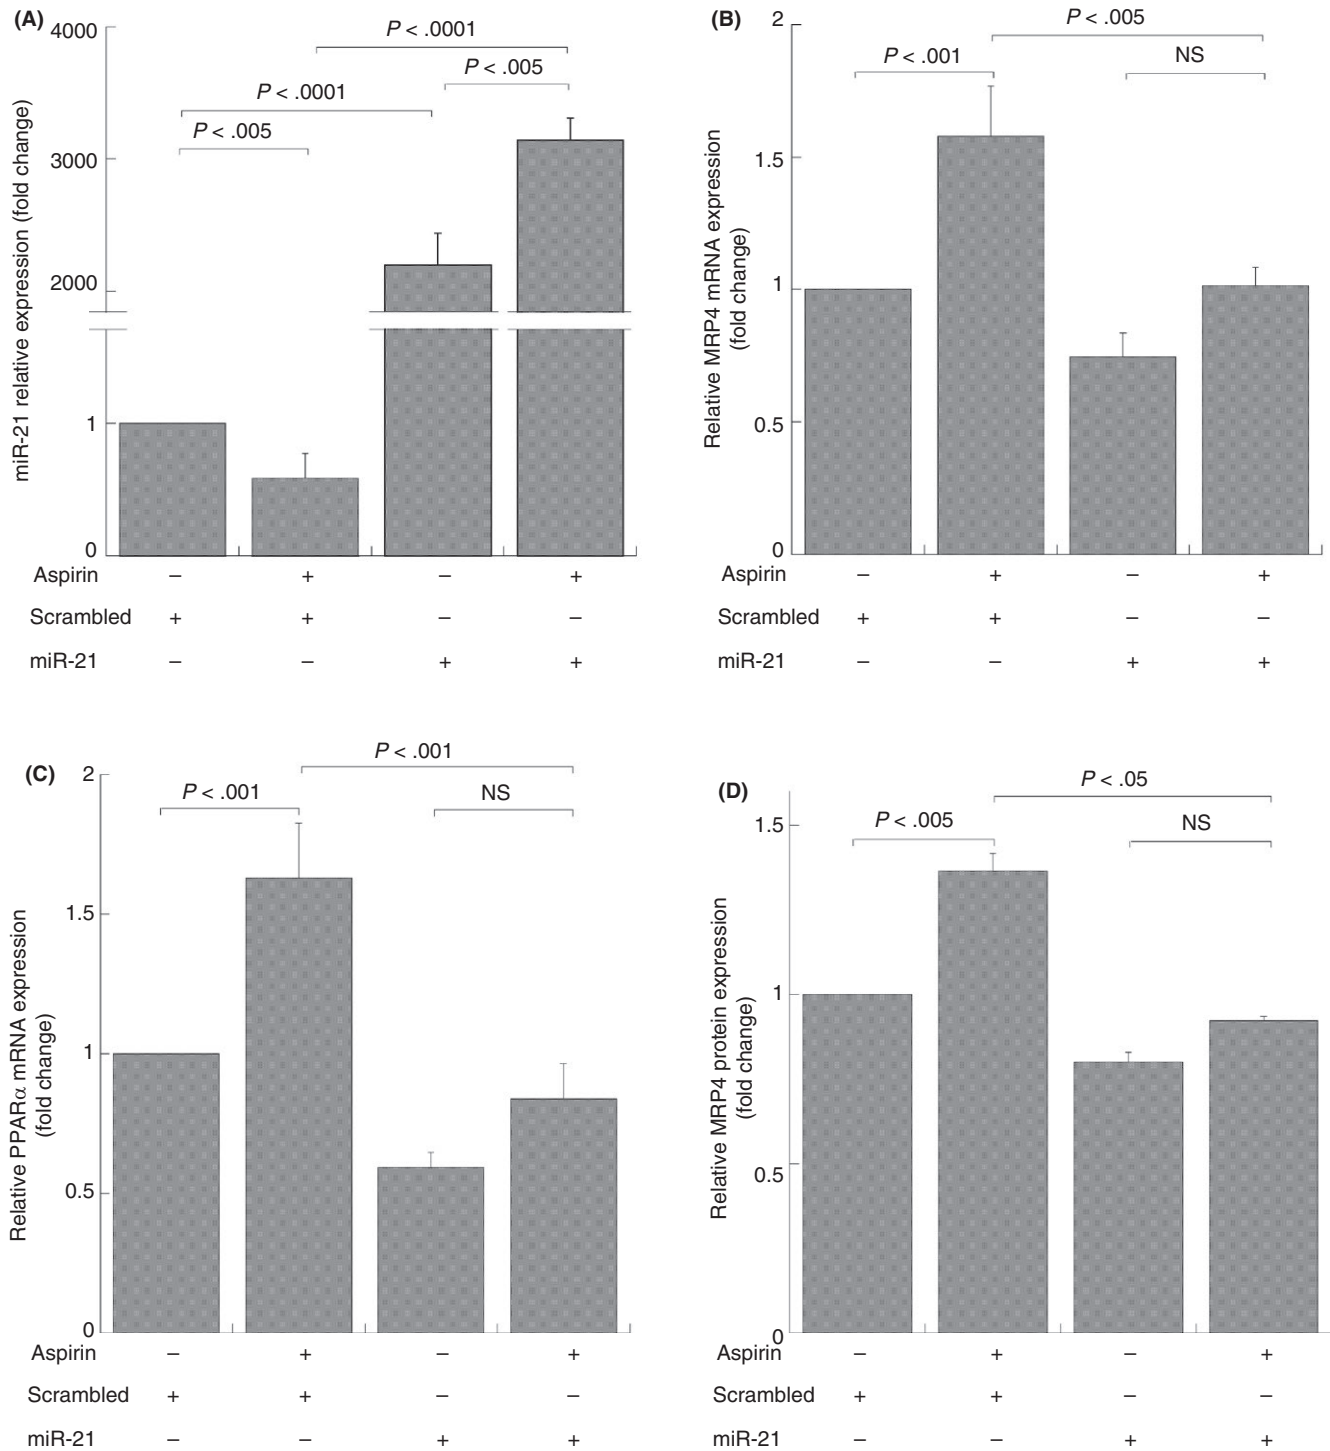 (A)
miR-21 relative expression (fold change)
4000
3000
2000
1
0
P < .0001
P < .005
P < .0001
P < .005
Aspirin – + – +
Scrambled + + – –
miR-21 – – + +
(B)
Relative MRP4 mRNA expression
(fold change)
2
1.5
1
0.5
0
P < .005
P < .001
NS
Aspirin – + – +
Scrambled + + – –
miR-21 – – + +
(C)
Relative PPARα mRNA expression
(fold change)
2
1.5
1
0.5
0
P < .001
P < .001
NS
Aspirin – + – +
Scrambled + + – –
miR-21 – – + +
(D)
Relative MRP4 protein expression
(fold change)
1.5
1
0.5
0
P < .05
P < .005
NS
Aspirin – + – +
Scrambled + + – –
miR-21 – – + +